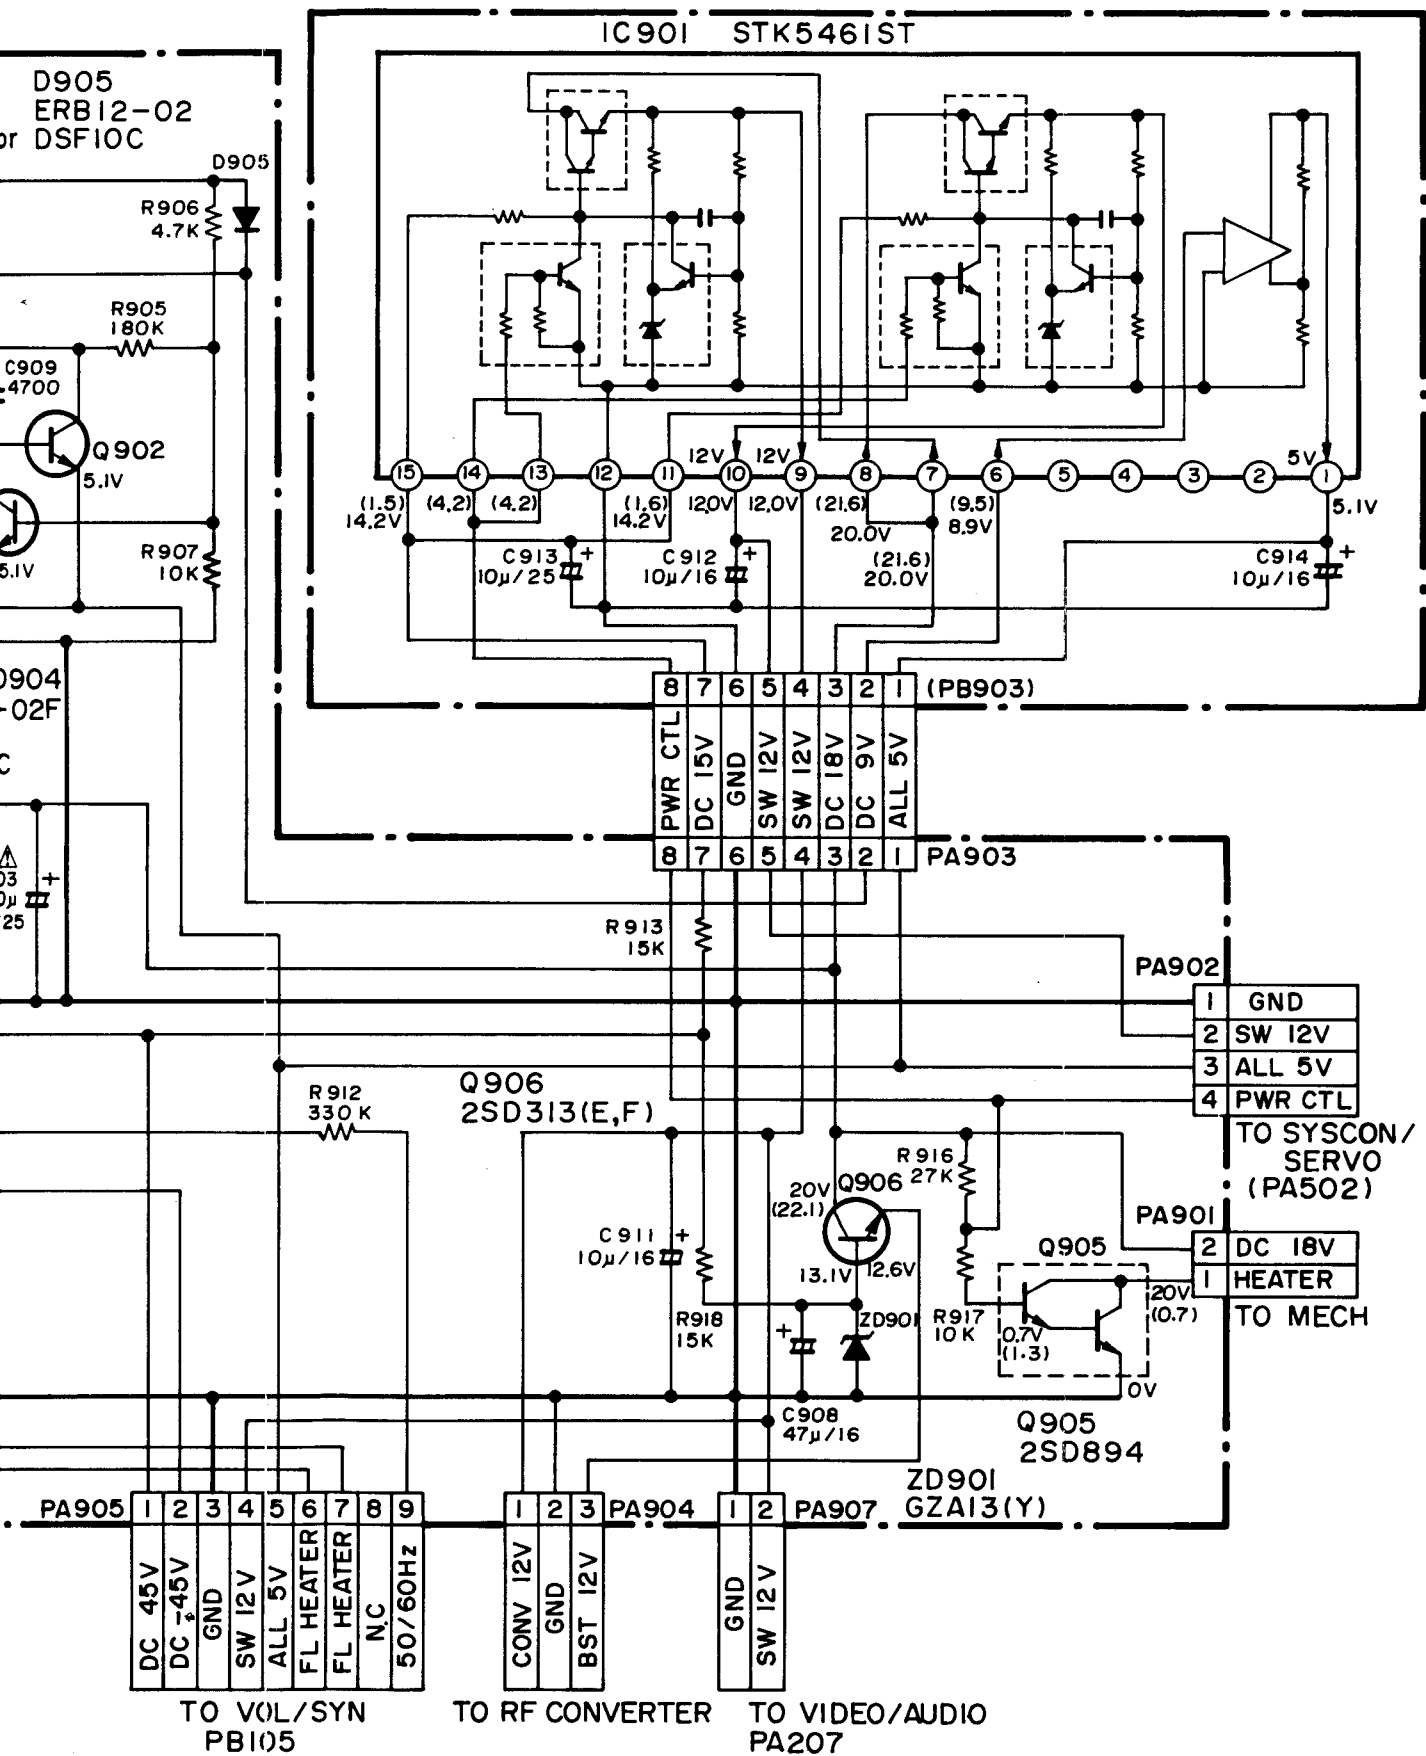 IC901 STK5461ST
D905
ERB12-02
or DSF10C
D905
R906
4.7K
R905
180K
C909
4700
Q902
5.1V
5.1V
R907
10K
D904
-02F
C
12V
12V
5V
15 14 13 12 11 10 9 8 7 6 5 4 3 2 1
(1.5)
14.2V
(4.2)
(4.2)
(1.6)
14.2V
12.0V
12.0V
(21.6)
20.0V
(21.6)
20.0V
(9.5)
8.9V
5.1V
C913
10μ/25
+
C912
10μ/16
+
C914
10μ/16
+
8 7 6 5 4 3 2 1 (PB903)
PWR CTL
DC 15V
GND
SW 12V
SW 12V
DC 18V
DC 9V
ALL 5V
8 7 6 5 4 3 2 1 PA903
03
0μ
25
+
R913
15K
PA902
1 GND
2 SW 12V
3 ALL 5V
4 PWR CTL
TO SYSCON/
SERVO
(PA502)
R912
330K
Q906
2SD313(E,F)
R916
27K
20V
(22.1)
Q906
13.1V
12.6V
C911
10μ/16
+
R918
15K
ZD901
+
C908
47μ/16
R917
10K
Q905
0.7V
(1.3)
20V
(0.7)
0V
PA901
2 DC 18V
1 HEATER
TO MECH
Q905
2SD894
ZD901
GZA13(Y)
PA905 1 2 3 4 5 6 7 8 9
DC 45V
DC -45V
GND
SW 12V
ALL 5V
FL HEATER
FL HEATER
N.C
50/60Hz
TO VOL/SYN
PB105
1 2 3 PA904
CONV 12V
GND
BST 12V
TO RF CONVERTER
1 2 PA907
GND
SW 12V
TO VIDEO/AUDIO
PA207